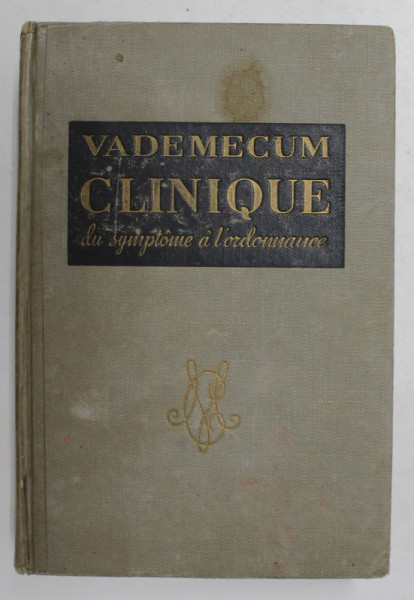 VADEMECUM
CLINIQUE
du symptôme à l'ordonnance